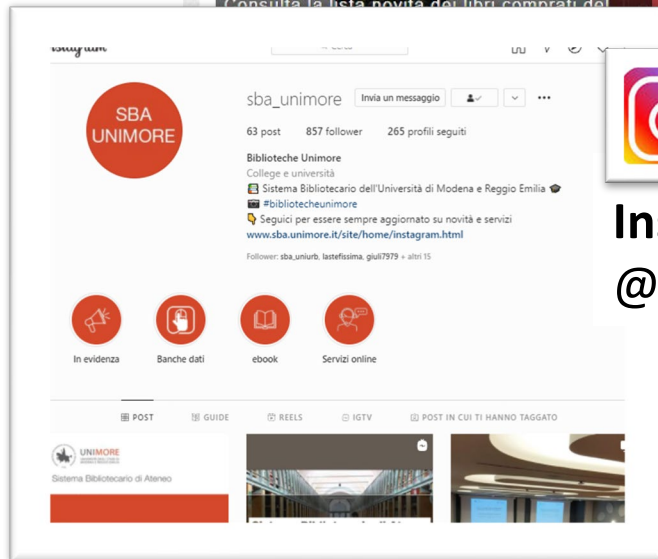 Consulta la lista novità dei libri comprati del
SBA
UNIMORE
sba_unimore Invia un messaggio
63 post 857 follower 265 profili seguiti
Biblioteche Unimore
College e università
Sistema Bibliotecario dell'Università di Modena e Reggio Emilia
#bibliotecheunimore
Seguici per essere sempre aggiornato su novità e servizi
www.sba.unimore.it/site/home/instagram.html
Follower: sba_uniurb, lastefissima, giuli7979 + altri 15
In evidenza Banche dati ebook Servizi online
POST GUIDE REELS IGTV POST IN CUI TI HANNO TAGGATO
UNIMORE
Sistema Bibliotecario di Ateneo
@